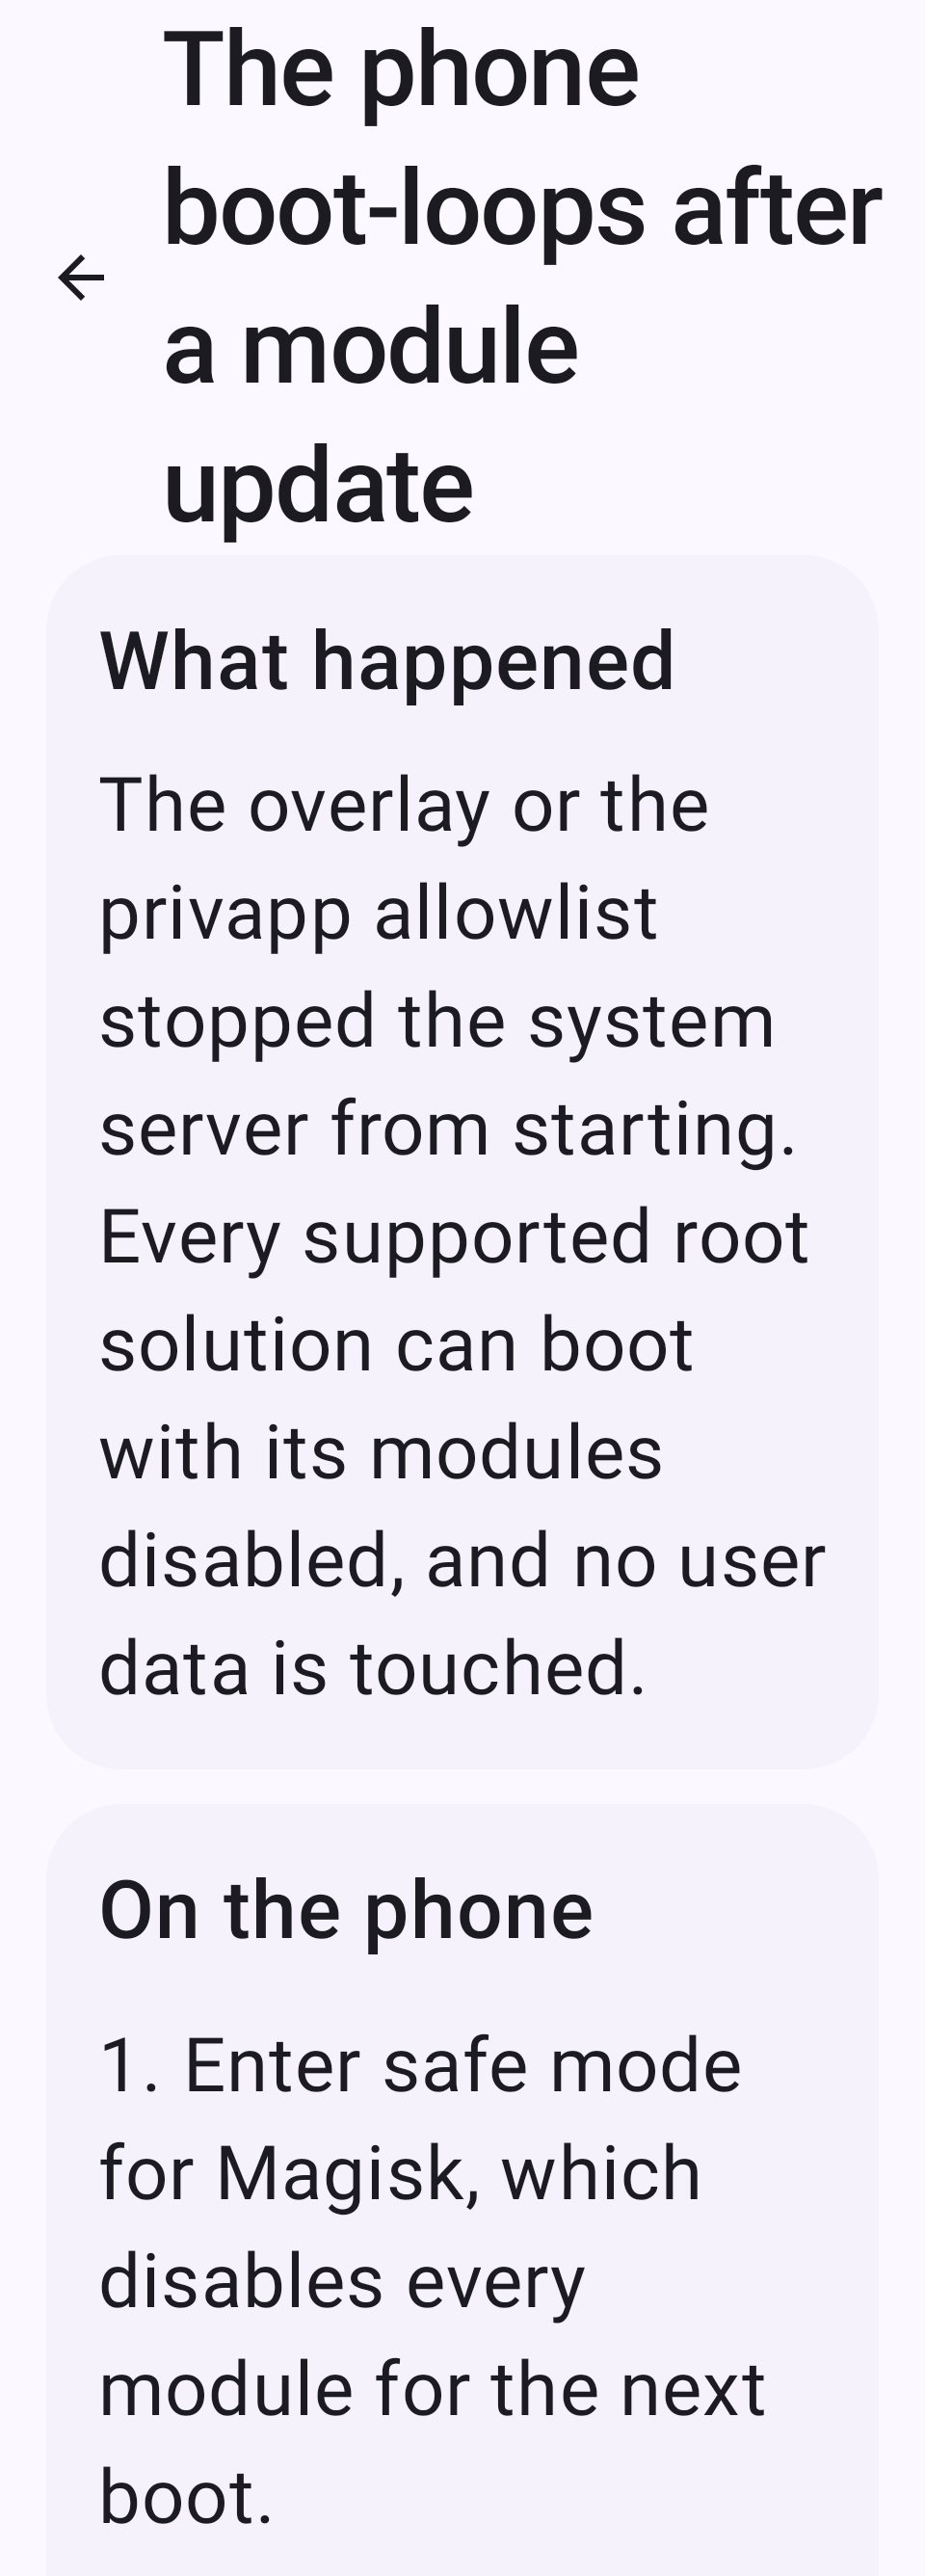 The phone
boot-loops after
a module
update
What happened
The overlay or the
privapp allowlist
stopped the system
server from starting.
Every supported root
solution can boot
with its modules
disabled, and no user
data is touched.
On the phone
1. Enter safe mode
for Magisk, which
disables every
module for the next
boot.